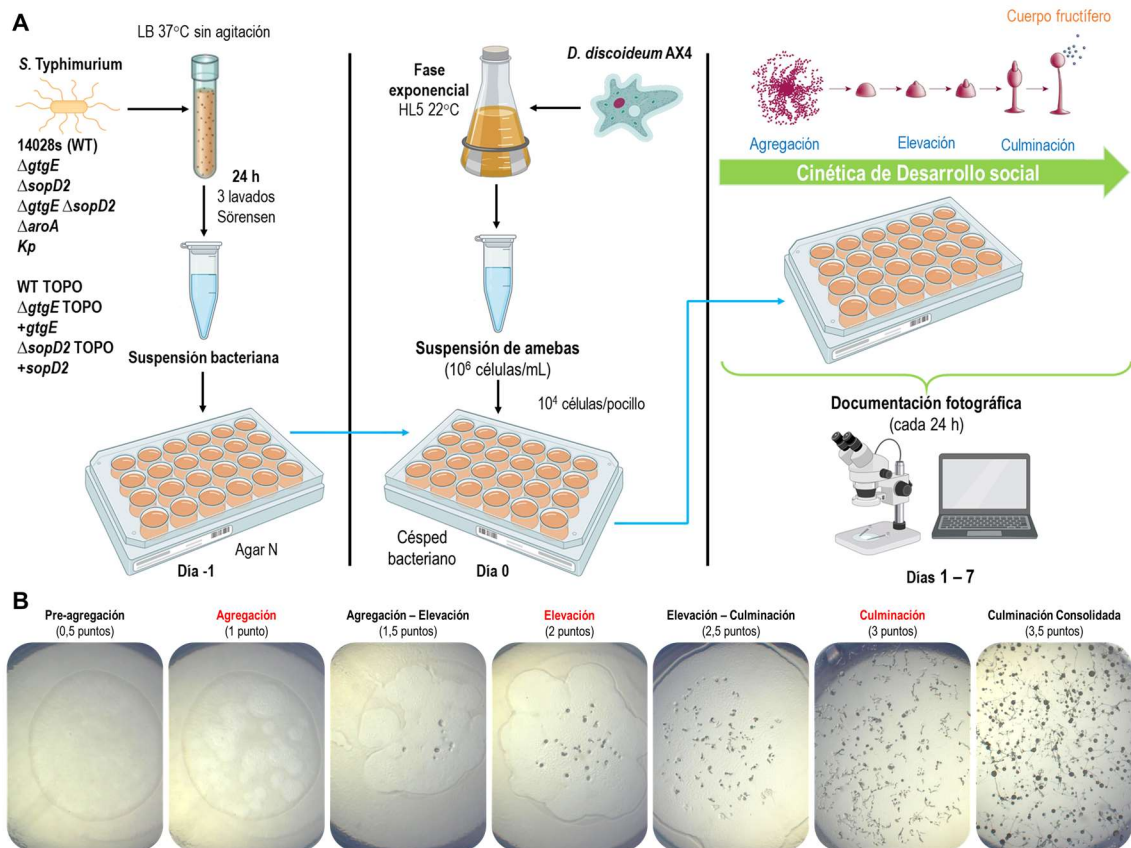 A
LB 37°C sin agitación
S. Typhimurium
14028s (WT)
ΔgtgE
ΔsopD2
ΔgtgE ΔsopD2
ΔaroA
Kp
WT TOPO
ΔgtgE TOPO
+gtgE
ΔsopD2 TOPO
+sopD2
24 h
3 lavados
Sörensen
Suspensión bacteriana
Agar N
Día -1
Fase
exponencial
HL5 22°C
D. discoideum AX4
Suspensión de amebas
(10⁶ células/mL)
10⁴ células/pocillo
Césped
bacteriano
Día 0
Cuerpo fructífero
Agregación
Elevación
Culminación
Cinética de Desarrollo social
Documentación fotográfica
(cada 24 h)
Días 1 – 7
B
Pre-agregación
(0,5 puntos)
Agregación
(1 punto)
Agregación – Elevación
(1,5 puntos)
Elevación
(2 puntos)
Elevación – Culminación
(2,5 puntos)
Culminación
(3 puntos)
Culminación Consolidada
(3,5 puntos)